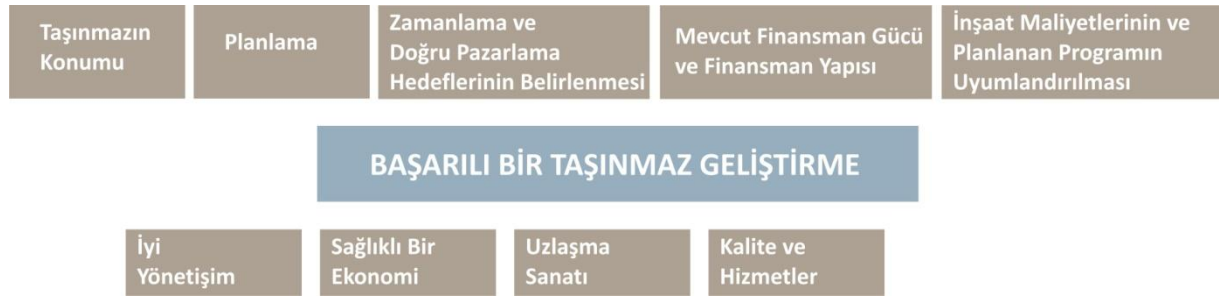 Taşınmazın
Konumu
Planlama
Zamanlama ve
Doğru Pazarlama
Hedeflerinin Belirlenmesi
Mevcut Finansman Gücü
ve Finansman Yapısı
İnşaat Maliyetlerinin ve
Planlanan Programın
Uyumlandırılması
BAŞARILI BİR TAŞINMAZ GELİŞTİRME
İyi
Yönetişim
Sağlıklı Bir
Ekonomi
Uzlaşma
Sanatı
Kalite ve
Hizmetler